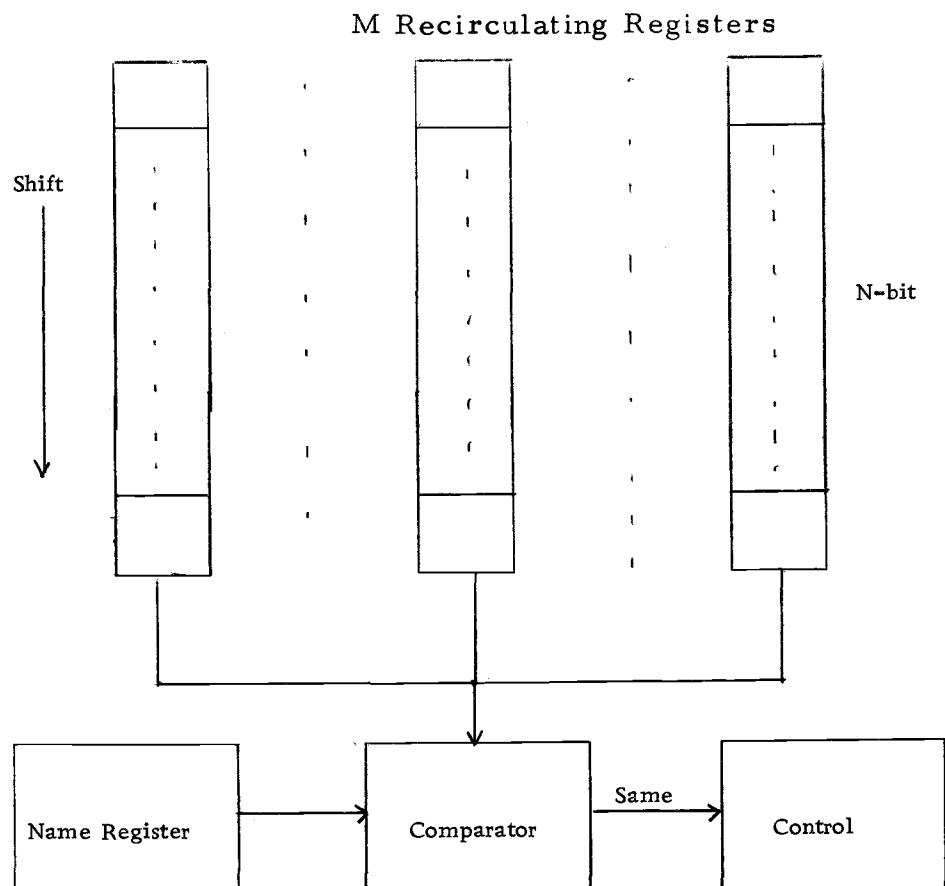 M Recirculating Registers
Shift
N-bit
Same
Name Register
Comparator
Control